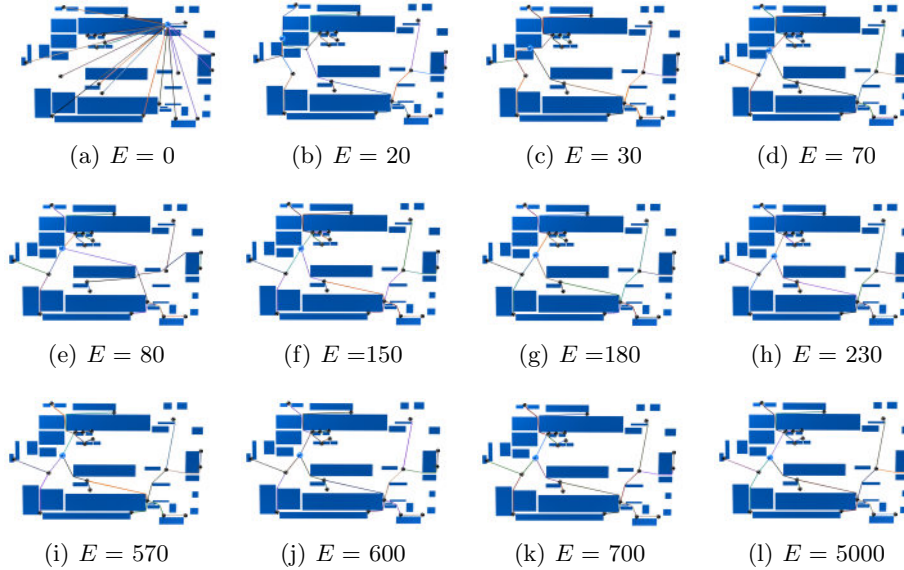 (a) E = 0
(b) E = 20
(c) E = 30
(d) E = 70
(e) E = 80
(f) E =150
(g) E =180
(h) E = 230
(i) E = 570
(j) E = 600
(k) E = 700
(l) E = 5000